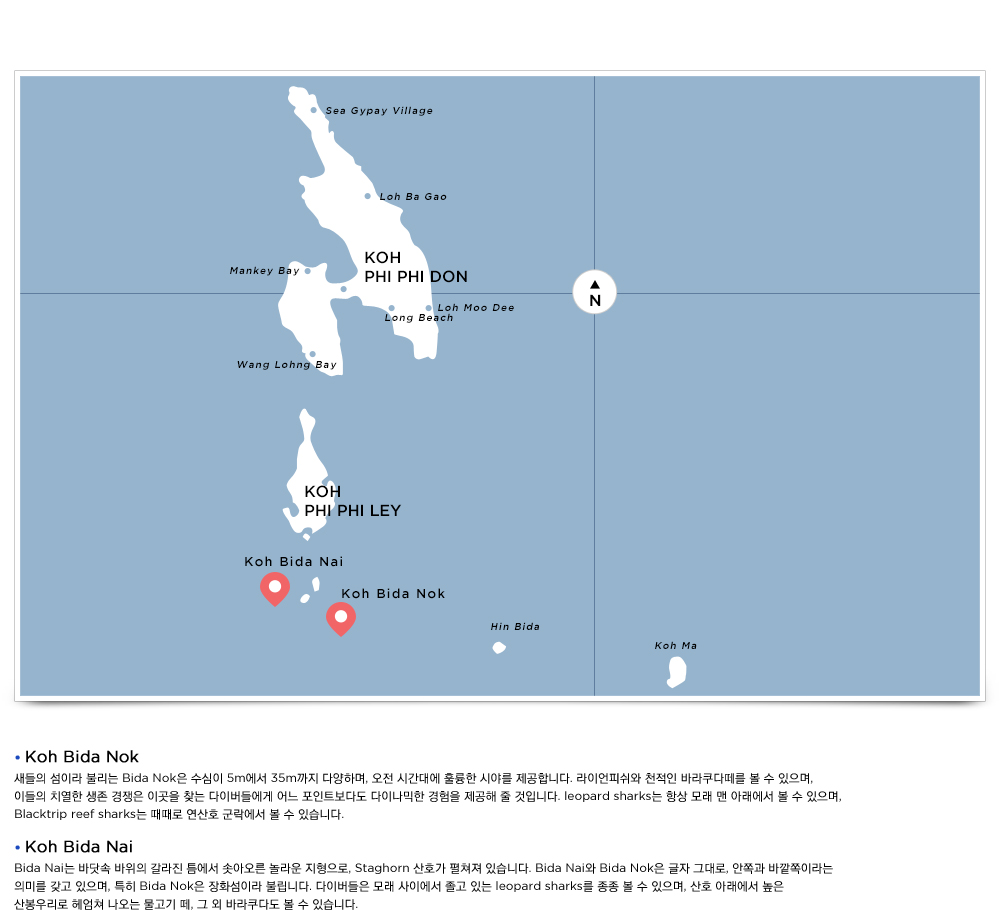 Sea Gypay Village
Loh Ba Gao
KOH
PHI PHI DON
Mankey Bay
N
Loh Moo Dee
Long Beach
Wang Lohng Bay
KOH
PHI PHI LEY
Koh Bida Nai
Koh Bida Nok
Hin Bida
Koh Ma
• Koh Bida Nok
새들의 섬이라 불리는 Bida Nok은 수심이 5m에서 35m까지 다양하며, 오전 시간대에 훌륭한 시야를 제공합니다. 라이언피쉬와 천적인 바라쿠다떼를 볼 수 있으며,
이들의 치열한 생존 경쟁은 이곳을 찾는 다이버들에게 어느 포인트보다도 다이나믹한 경험을 제공해 줄 것입니다. leopard sharks는 항상 모래 맨 아래에서 볼 수 있으며,
Blacktrip reef sharks는 때때로 연산호 군락에서 볼 수 있습니다.
• Koh Bida Nai
Bida Nai는 바닷속 바위의 갈라진 틈에서 솟아오른 놀라운 지형으로, Staghorn 산호가 펼쳐져 있습니다. Bida Nai와 Bida Nok은 글자 그대로, 안쪽과 바깥쪽이라는
의미를 갖고 있으며, 특히 Bida Nok은 장화섬이라 불립니다. 다이버들은 모래 사이에서 졸고 있는 leopard sharks를 종종 볼 수 있으며, 산호 아래에서 높은
산봉우리로 헤엄쳐 나오는 물고기 떼, 그 외 바라쿠다도 볼 수 있습니다.